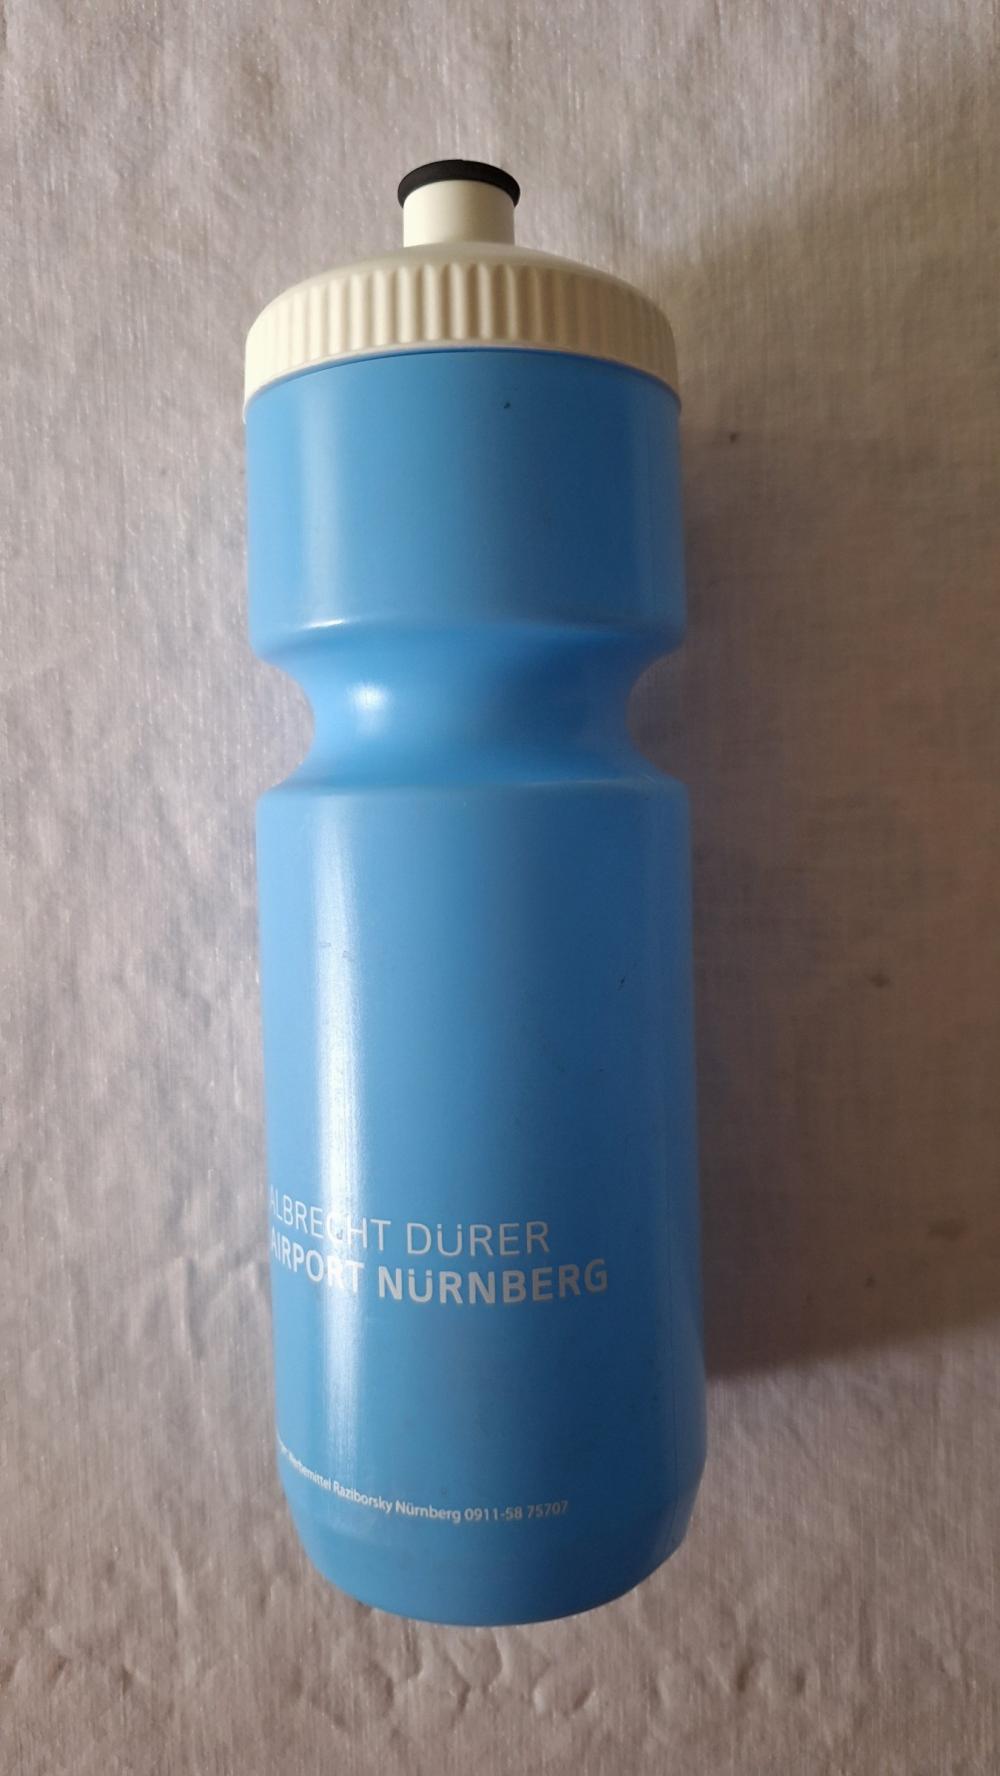 ALBRECHT DÜRER
AIRPORT NÜRNBERG
Werbemittel Raziborsky Nürnberg 0911-58 75707